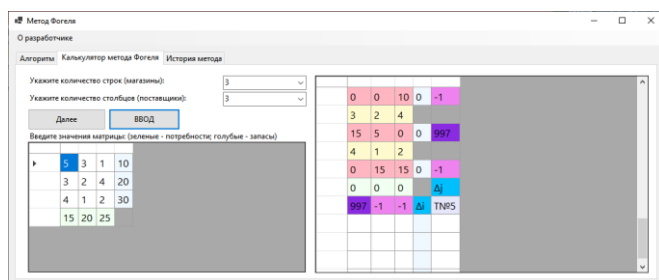 Метод Фогеля
О разработчике
Алгоритм Калькулятор метода Фогеля История метода
Укажите количество строк (магазины): 3
Укажите количество столбцов (поставщики): 3
Далее ВВОД
Введите значения матрицы: (зеленые - потребности; голубые - запасы)
5 3 1 10
3 2 4 20
4 1 2 30
15 20 25
0 0 10 0 -1
3 2 4
15 5 0 0 997
4 1 2
0 15 15 0 -1
0 0 0 Δj
997 -1 -1 Δi T№5